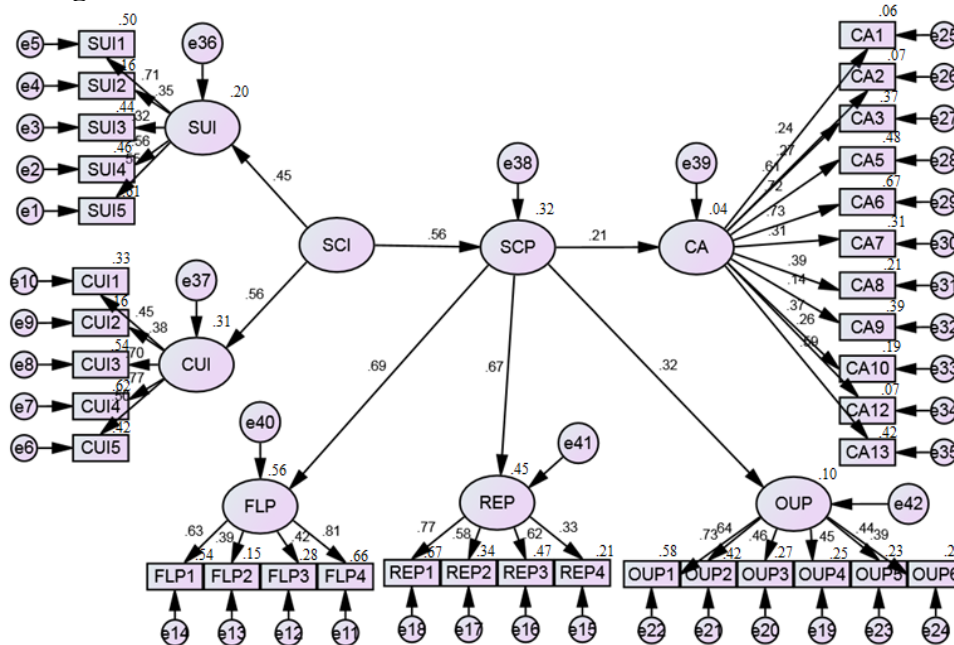 .50
.06
e5
SUI1
e36
CA1
e25
.16
.71
.07
e4
SUI2
.35
.20
CA2
e26
.44
.37
e3
SUI3
.32
SUI
CA3
e27
.46
.56
.24
.27
.48
e2
SUI4
e38
e39
.61
CA5
e28
.72
.67
e1
SUI5
.45
.32
.04
.73
CA6
e29
.31
.31
SCI
.56
SCP
.21
CA
CA7
e30
.33
.39
.21
e10
CUI1
e37
.56
.14
CA8
e31
.16
.45
.37
.39
e9
CUI2
.38
.31
.26
CA9
e32
.54
.19
e8
CUI3
.70
CUI
.69
.67
.32
CA10
e33
.62
.77
.07
e7
CUI4
CA12
e34
.42
e40
e41
.42
e6
CUI5
CA13
e35
.56
.45
.10
FLP
REP
OUP
e42
.63
.39
.42
.81
.77
.58
.62
.33
.73
.64
.46
.45
.44
.39
.54
.15
.28
.66
.67
.34
.47
.21
.58
.42
.27
.25
.23
FLP1
FLP2
FLP3
FLP4
REP1
REP2
REP3
REP4
OUP1
OUP2
OUP3
OUP4
OUP5
OUP6
e14
e13
e12
e11
e18
e17
e16
e15
e22
e21
e20
e19
e23
e24